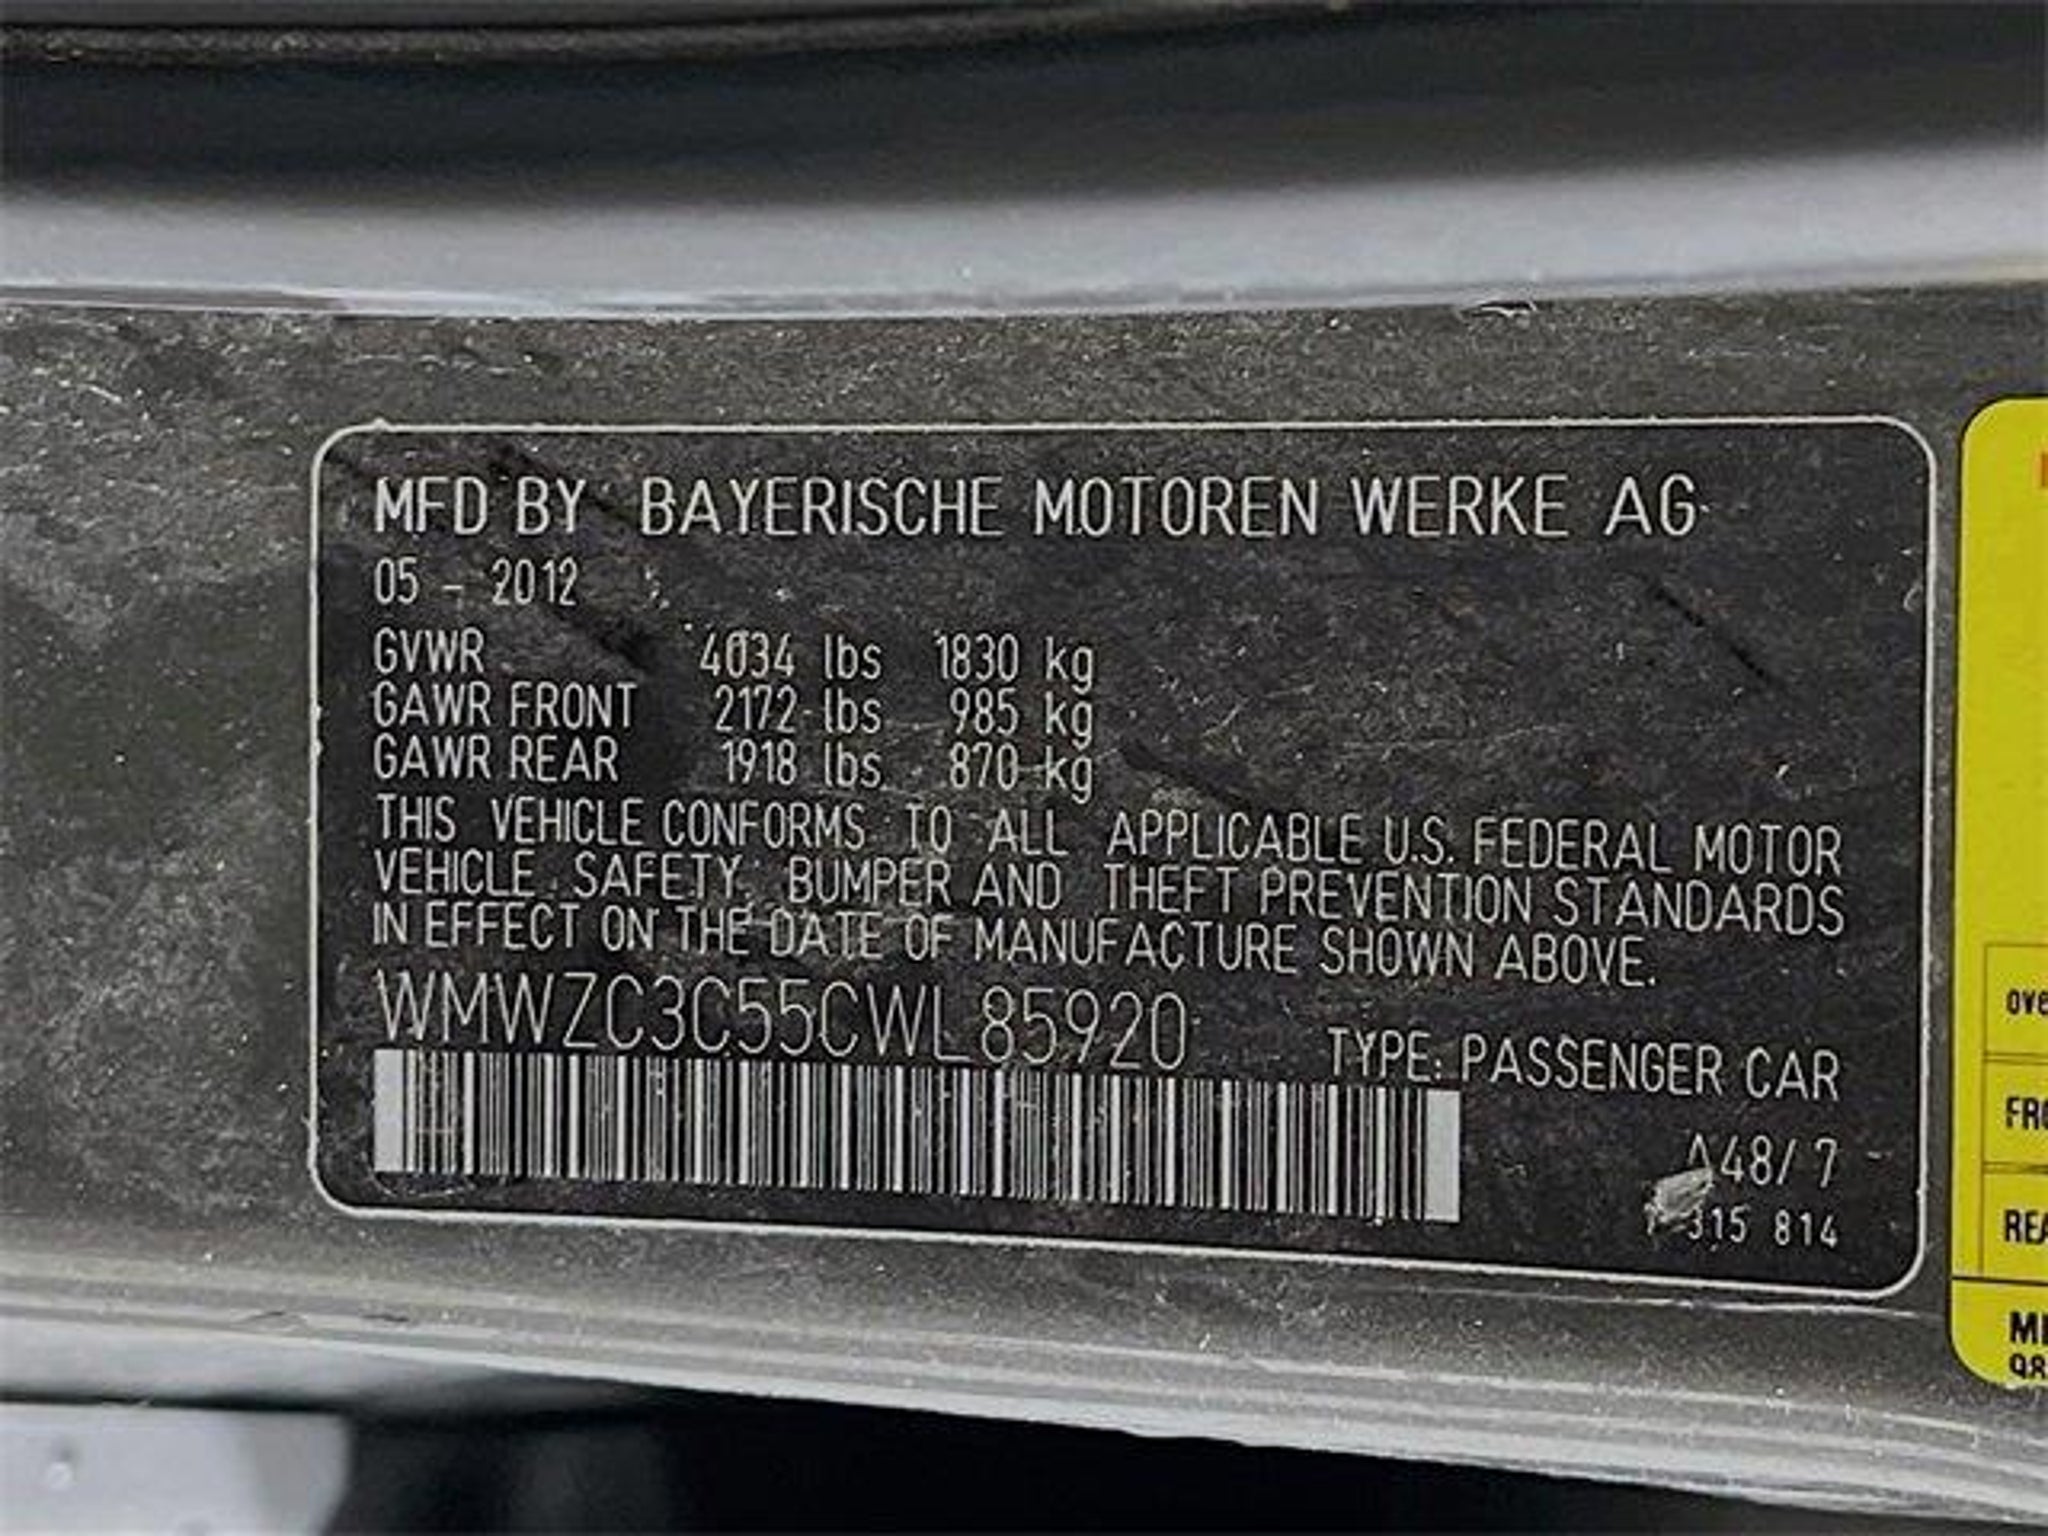 MFD BY BAYERISCHE MOTOREN WERKE AG
05 - 2012
GVWR 4034 lbs 1830 kg
GAWR FRONT 2172 lbs 985 kg
GAWR REAR 1918 lbs 870 kg
THIS VEHICLE CONFORMS TO ALL APPLICABLE U.S. FEDERAL MOTOR
VEHICLE SAFETY, BUMPER AND THEFT PREVENTION STANDARDS
IN EFFECT ON THE DATE OF MANUFACTURE SHOWN ABOVE.
WMWZC3C55CWL85920
TYPE: PASSENGER CAR
A48/ 7
315 814